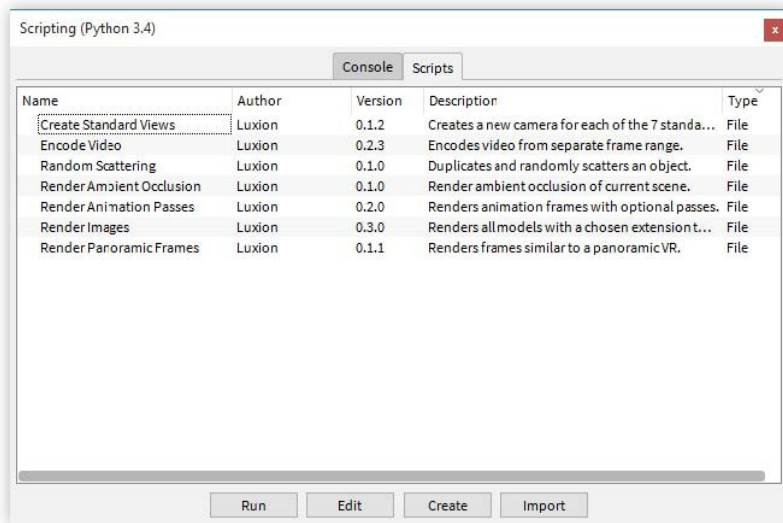 Scripting (Python 3.4)
x
Console Scripts
Name Author Version Description Type
Create Standard Views Luxion 0.1.2 Creates a new camera for each of the 7 standa... File
Encode Video Luxion 0.2.3 Encodes video from separate frame range. File
Random Scattering Luxion 0.1.0 Duplicates and randomly scatters an object. File
Render Ambient Occlusion Luxion 0.1.0 Render ambient occlusion of current scene. File
Render Animation Passes Luxion 0.2.0 Renders animation frames with optional passes. File
Render Images Luxion 0.3.0 Renders all models with a chosen extension t... File
Render Panoramic Frames Luxion 0.1.1 Renders frames similar to a panoramic VR. File
Run Edit Create Import